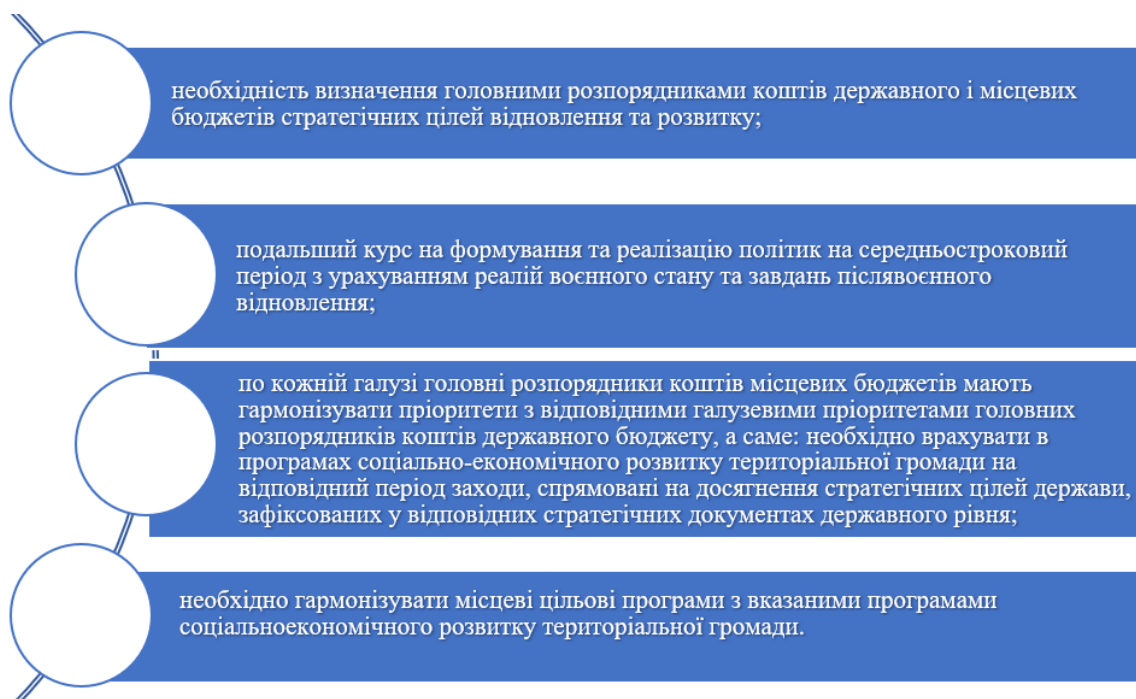 необхідність визначення головними розпорядниками коштів державного і місцевих
бюджетів стратегічних цілей відновлення та розвитку;
подальший курс на формування та реалізацію політик на середньостроковий
період з урахуванням реалій воєнного стану та завдань післявоєнного
відновлення;
по кожній галузі головні розпорядники коштів місцевих бюджетів мають
гармонізувати пріоритети з відповідними галузевими пріоритетами головних
розпорядників коштів державного бюджету, а саме: необхідно врахувати в
програмах соціально-економічного розвитку територіальної громади на
відповідний період заходи, спрямовані на досягнення стратегічних цілей держави,
зафіксованих у відповідних стратегічних документах державного рівня;
необхідно гармонізувати місцеві цільові програми з вказаними програмами
соціальноекономічного розвитку територіальної громади.